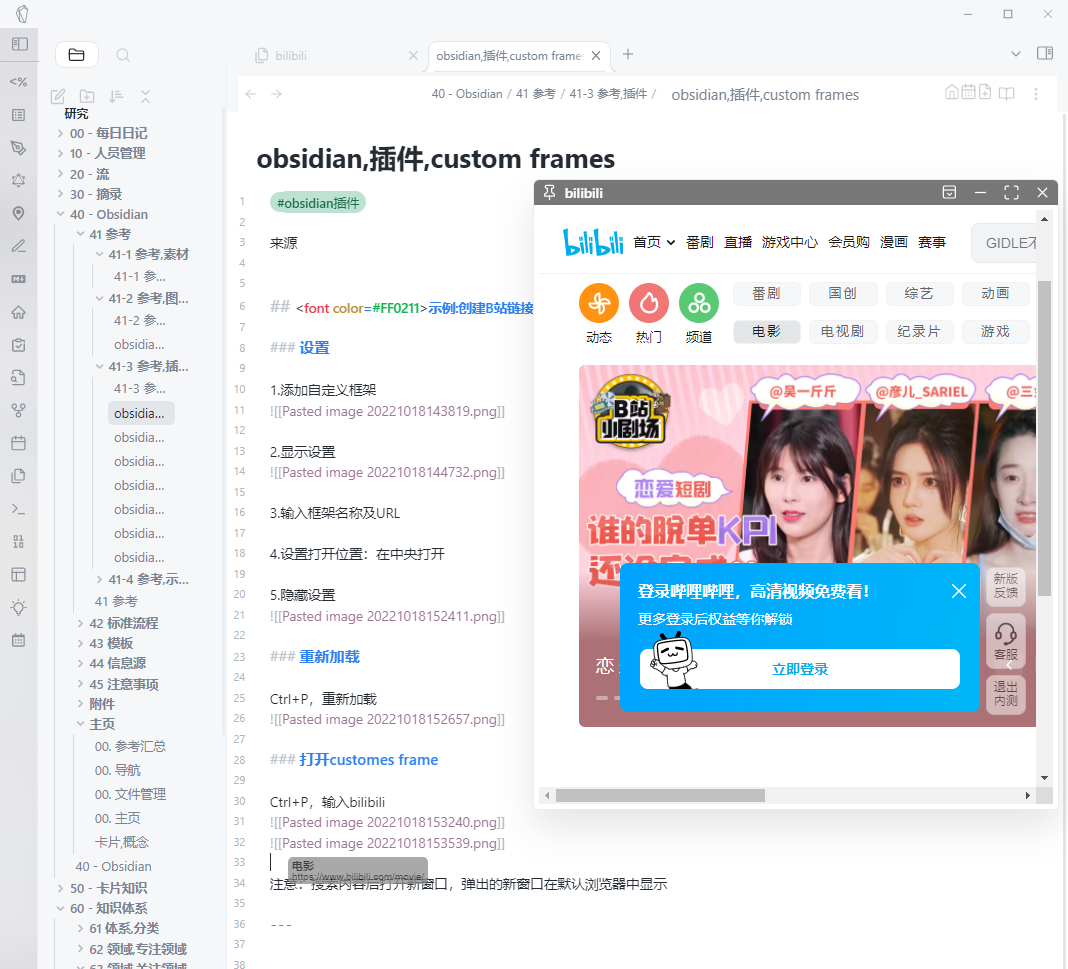 bilibili
obsidian,插件,custom frame
研究
00 - 每日日记
10 - 人员管理
20 - 流
30 - 摘录
40 - Obsidian
41 参考
41-1 参考,素材
41-1 参...
41-2 参考,图...
41-2 参...
obsidia...
41-3 参考,插...
41-3 参...
obsidia...
obsidia...
obsidia...
obsidia...
obsidia...
obsidia...
obsidia...
41-4 参考,示...
41 参考
42 标准流程
43 模板
44 信息源
45 注意事项
附件
主页
00. 参考汇总
00. 导航
00. 文件管理
00. 主页
卡片,概念
40 - Obsidian
50 - 卡片知识
60 - 知识体系
61 体系,分类
62 领域,专注领域
63 领域,关注领域
40 - Obsidian / 41 参考 / 41-3 参考,插件 / obsidian,插件,custom frames
obsidian,插件,custom frames
1 #obsidian插件
2
3 来源
4
5
6 ## <font color=#FF0211>示例:创建B站链接
7
8 ### 设置
9
10 1.添加自定义框架
11 ![[Pasted image 20221018143819.png]]
12
13 2.显示设置
14 ![[Pasted image 20221018144732.png]]
15
16 3.输入框架名称及URL
17
18 4.设置打开位置：在中央打开
19
20 5.隐藏设置
21 ![[Pasted image 20221018152411.png]]
22
23 ### 重新加载
24
25 Ctrl+P，重新加载
26 ![[Pasted image 20221018152657.png]]
27
28 ### 打开customes frame
29
30 Ctrl+P，输入bilibili
31 ![[Pasted image 20221018153240.png]]
32 ![[Pasted image 20221018153539.png]]
33
电影
https://www.bilibili.com/movie/
34 注意：搜索内容后打开新窗口，弹出的新窗口在默认浏览器中显示
35
36 ---
37
38
bilibili
bilibili 首页 番剧 直播 游戏中心 会员购 漫画 赛事 GIDLE不
动态 热门 频道
番剧 国创 综艺 动画
电影 电视剧 纪录片 游戏
B站小剧场
@吴一斤斤 @彦儿_SARIEL @三
恋爱短剧
谁的脱单KPI
还没完成
恋
登录哔哩哔哩，高清视频免费看！
更多登录后权益等你解锁
立即登录
新版
反馈
客服
退出
内测